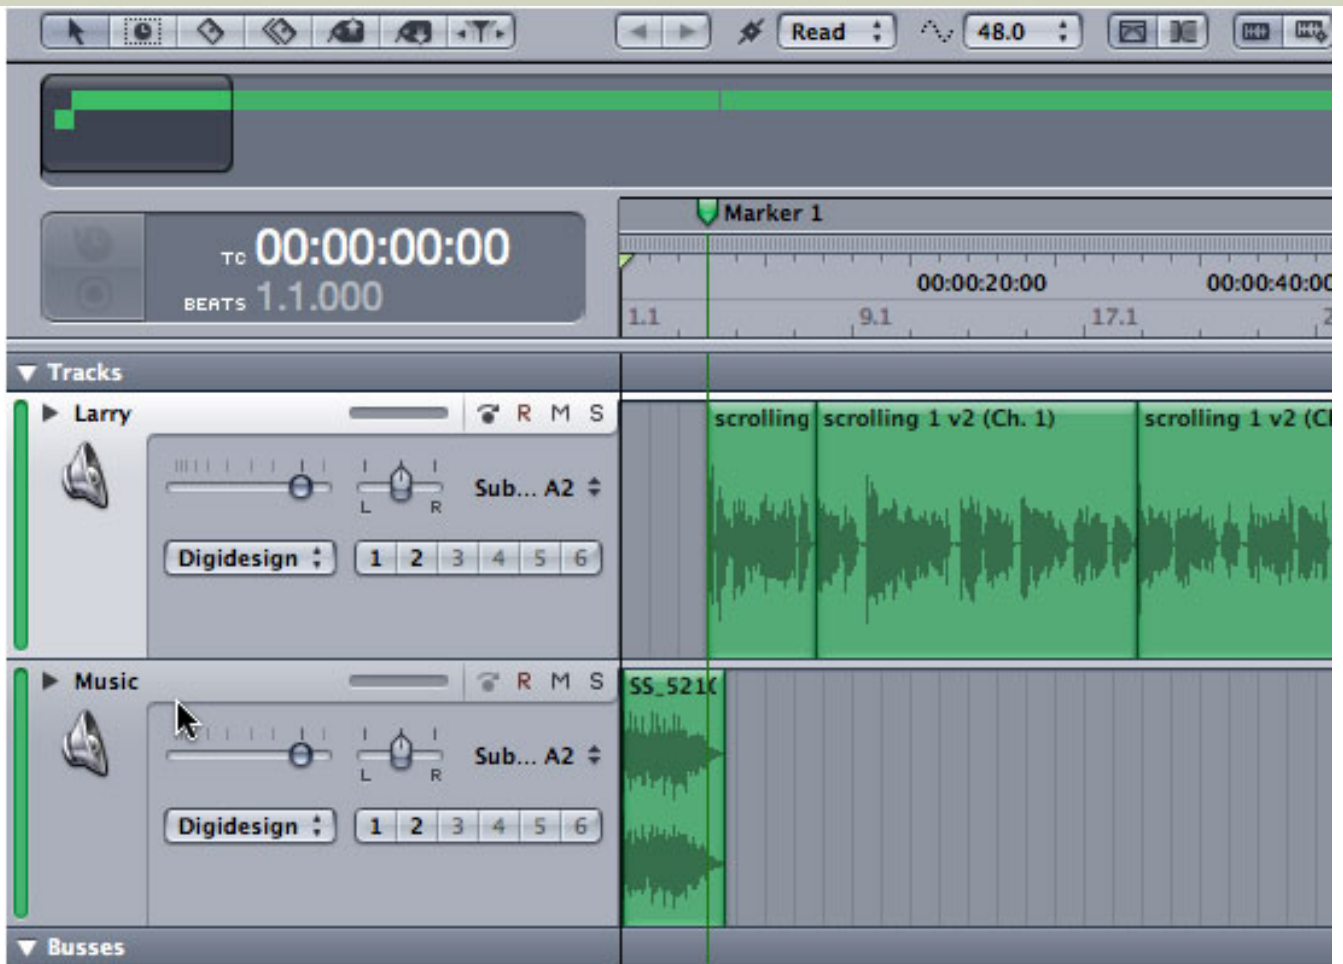 Read 48.0
Marker 1
TC 00:00:00:00
BEATS 1.1.000
00:00:20:00 00:00:40:00
1.1 9.1 17.1
Tracks
Larry R M S
scrolling scrolling 1 v2 (Ch. 1) scrolling 1 v2 (Ch
Sub... A2
L R
Digidesign 1 2 3 4 5 6
Music R M S
SS_521
Sub... A2
L R
Digidesign 1 2 3 4 5 6
Busses